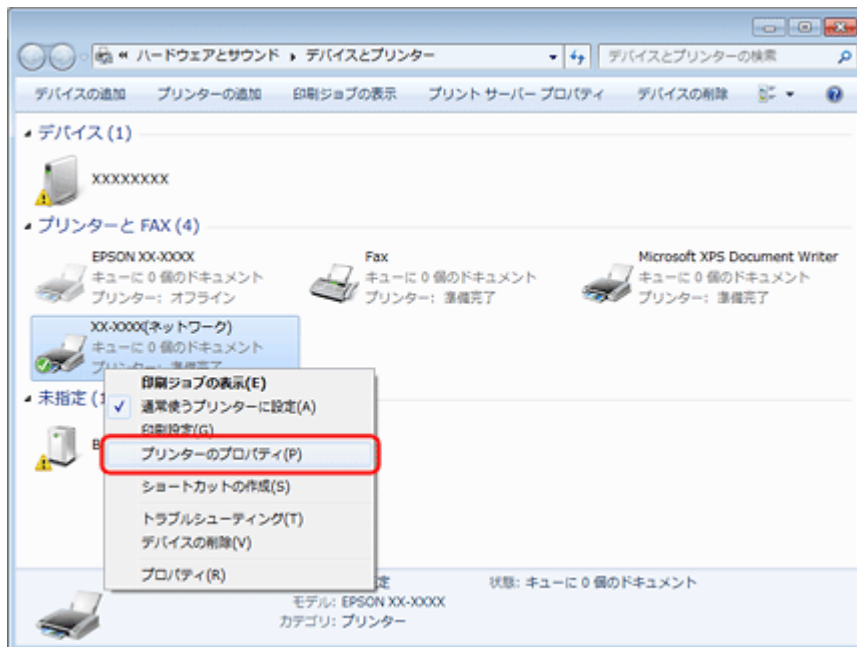 « ハードウェアとサウンド ▸ デバイスとプリンター
デバイスとプリンターの検索
デバイスの追加 プリンターの追加 印刷ジョブの表示 プリント サーバー プロパティ デバイスの削除
デバイス (1)
XXXXXXXX
プリンターと FAX (4)
EPSON XX-XXXX
キューに 0 個のドキュメント
プリンター: オフライン
Fax
キューに 0 個のドキュメント
プリンター: 準備完了
Microsoft XPS Document Writer
キューに 0 個のドキュメント
プリンター: 準備完了
XX-XXXX(ネットワーク)
キューに 0 個のドキュメント
プリンター: 準備完了
未指定 (1
B
印刷ジョブの表示(E)
通常使うプリンターに設定(A)
印刷設定(G)
プリンターのプロパティ(P)
ショートカットの作成(S)
トラブルシューティング(T)
デバイスの削除(V)
プロパティ(R)
定 状態: キューに 0 個のドキュメント
モデル: EPSON XX-XXXX
カテゴリ: プリンター